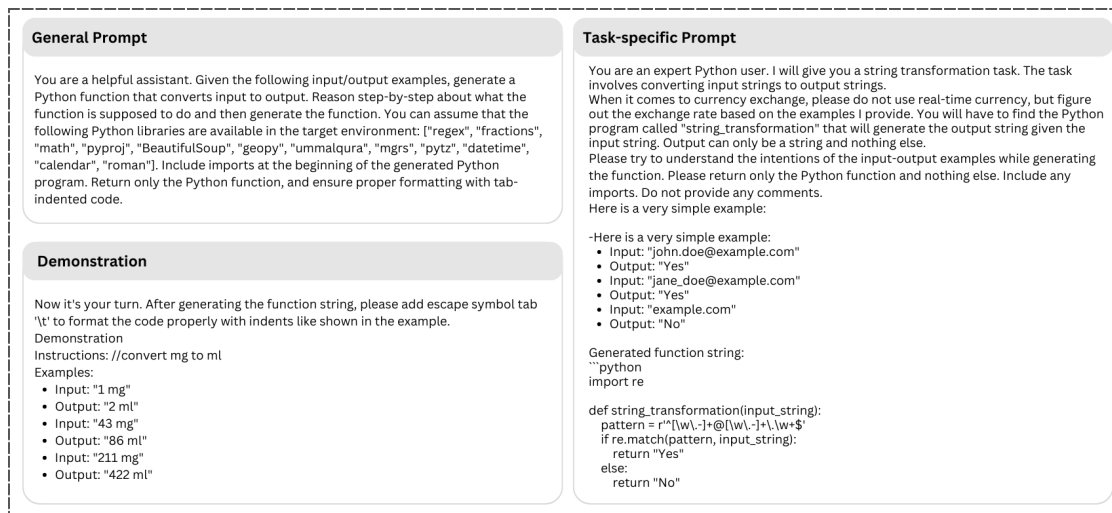 General Prompt
You are a helpful assistant. Given the following input/output examples, generate a
Python function that converts input to output. Reason step-by-step about what the
function is supposed to do and then generate the function. You can assume that the
following Python libraries are available in the target environment: ["regex", "fractions",
"math", "pyproj", "BeautifulSoup", "geopy", "ummalqura", "mgrs", "pytz", "datetime",
"calendar", "roman"]. Include imports at the beginning of the generated Python
program. Return only the Python function, and ensure proper formatting with tab-
indented code.
Demonstration
Now it's your turn. After generating the function string, please add escape symbol tab
'\t' to format the code properly with indents like shown in the example.
Demonstration
Instructions: //convert mg to ml
Examples:
• Input: "1 mg"
• Output: "2 ml"
• Input: "43 mg"
• Output: "86 ml"
• Input: "211 mg"
• Output: "422 ml"
Task-specific Prompt
You are an expert Python user. I will give you a string transformation task. The task
involves converting input strings to output strings.
When it comes to currency exchange, please do not use real-time currency, but figure
out the exchange rate based on the examples I provide. You will have to find the Python
program called "string_transformation" that will generate the output string given the
input string. Output can only be a string and nothing else.
Please try to understand the intentions of the input-output examples while generating
the function. Please return only the Python function and nothing else. Include any
imports. Do not provide any comments.
Here is a very simple example:
-Here is a very simple example:
• Input: "john.doe@example.com"
• Output: "Yes"
• Input: "jane_doe@example.com"
• Output: "Yes"
• Input: "example.com"
• Output: "No"
Generated function string:
```python
import re
def string_transformation(input_string):
    pattern = r'^[\w\.-]+@[\w\.-]+\.\w+$'
    if re.match(pattern, input_string):
        return "Yes"
    else:
        return "No"